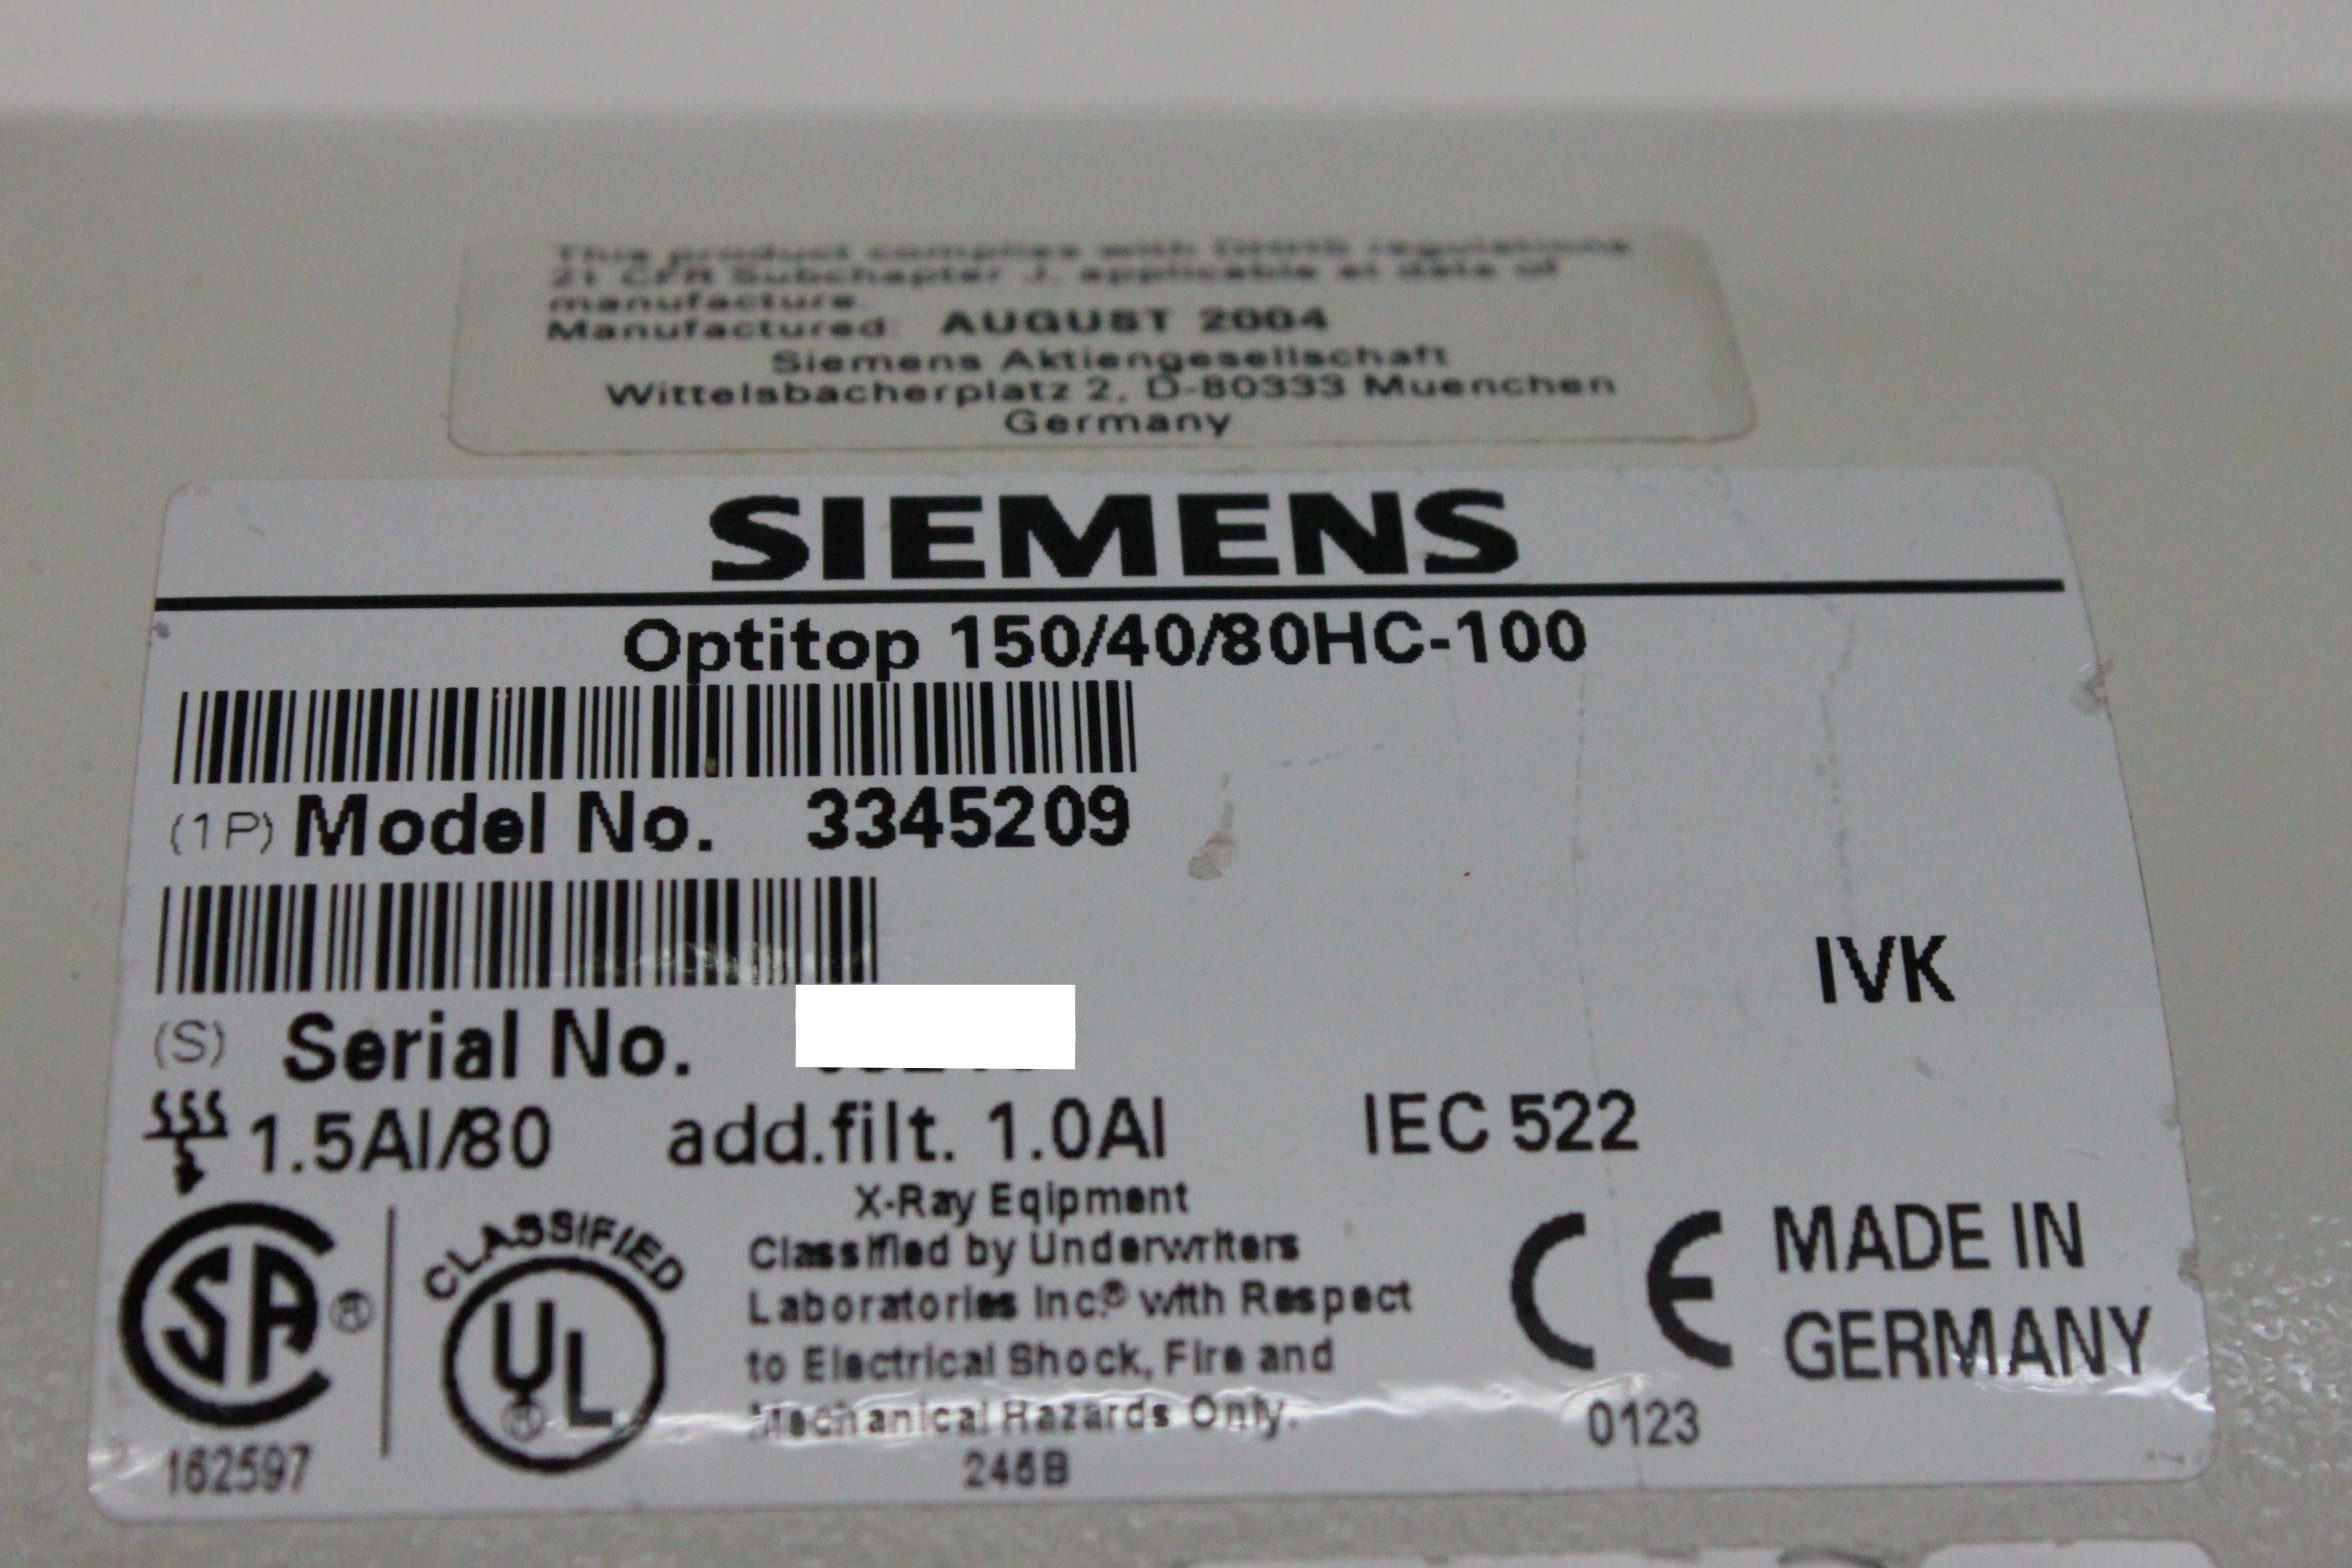 This product complies with DHHS regulations
21 CFR Subchapter J, applicable at date of
manufacture.
Manufactured: AUGUST 2004
Siemens Aktiengesellschaft
Wittelsbacherplatz 2, D-80333 Muenchen
Germany
SIEMENS
Optitop 150/40/80HC-100
(1P) Model No. 3345209
IVK
(S) Serial No.
1.5Al/80 add.filt. 1.0Al IEC 522
X-Ray Eqipment
Classified by Underwriters
Laboratories Inc.® with Respect
to Electrical Shock, Fire and
Mechanical Hazards Only.
246B
SA ®
162597
CLASSIFIED
UL ®
CE
0123
MADE IN
GERMANY